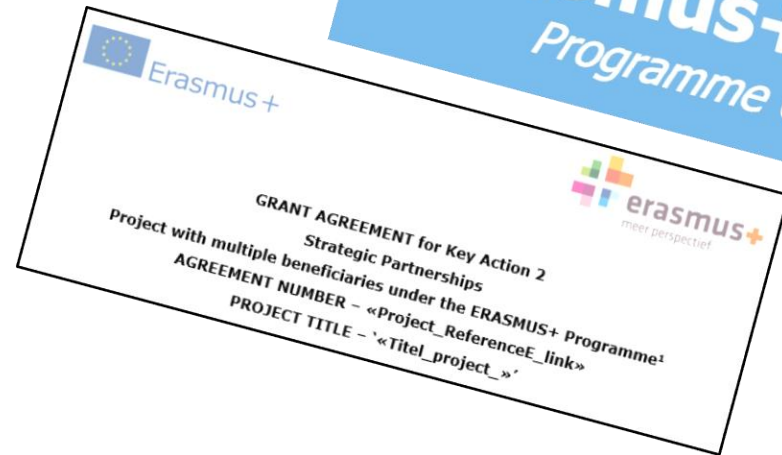 mus+
Programme
Erasmus+
erasmus+
meer perspectief
GRANT AGREEMENT for Key Action 2
Strategic Partnerships
Project with multiple beneficiaries under the ERASMUS+ Programme¹
AGREEMENT NUMBER – «Project_ReferenceE_link»
PROJECT TITLE – `«Titel_project_»’